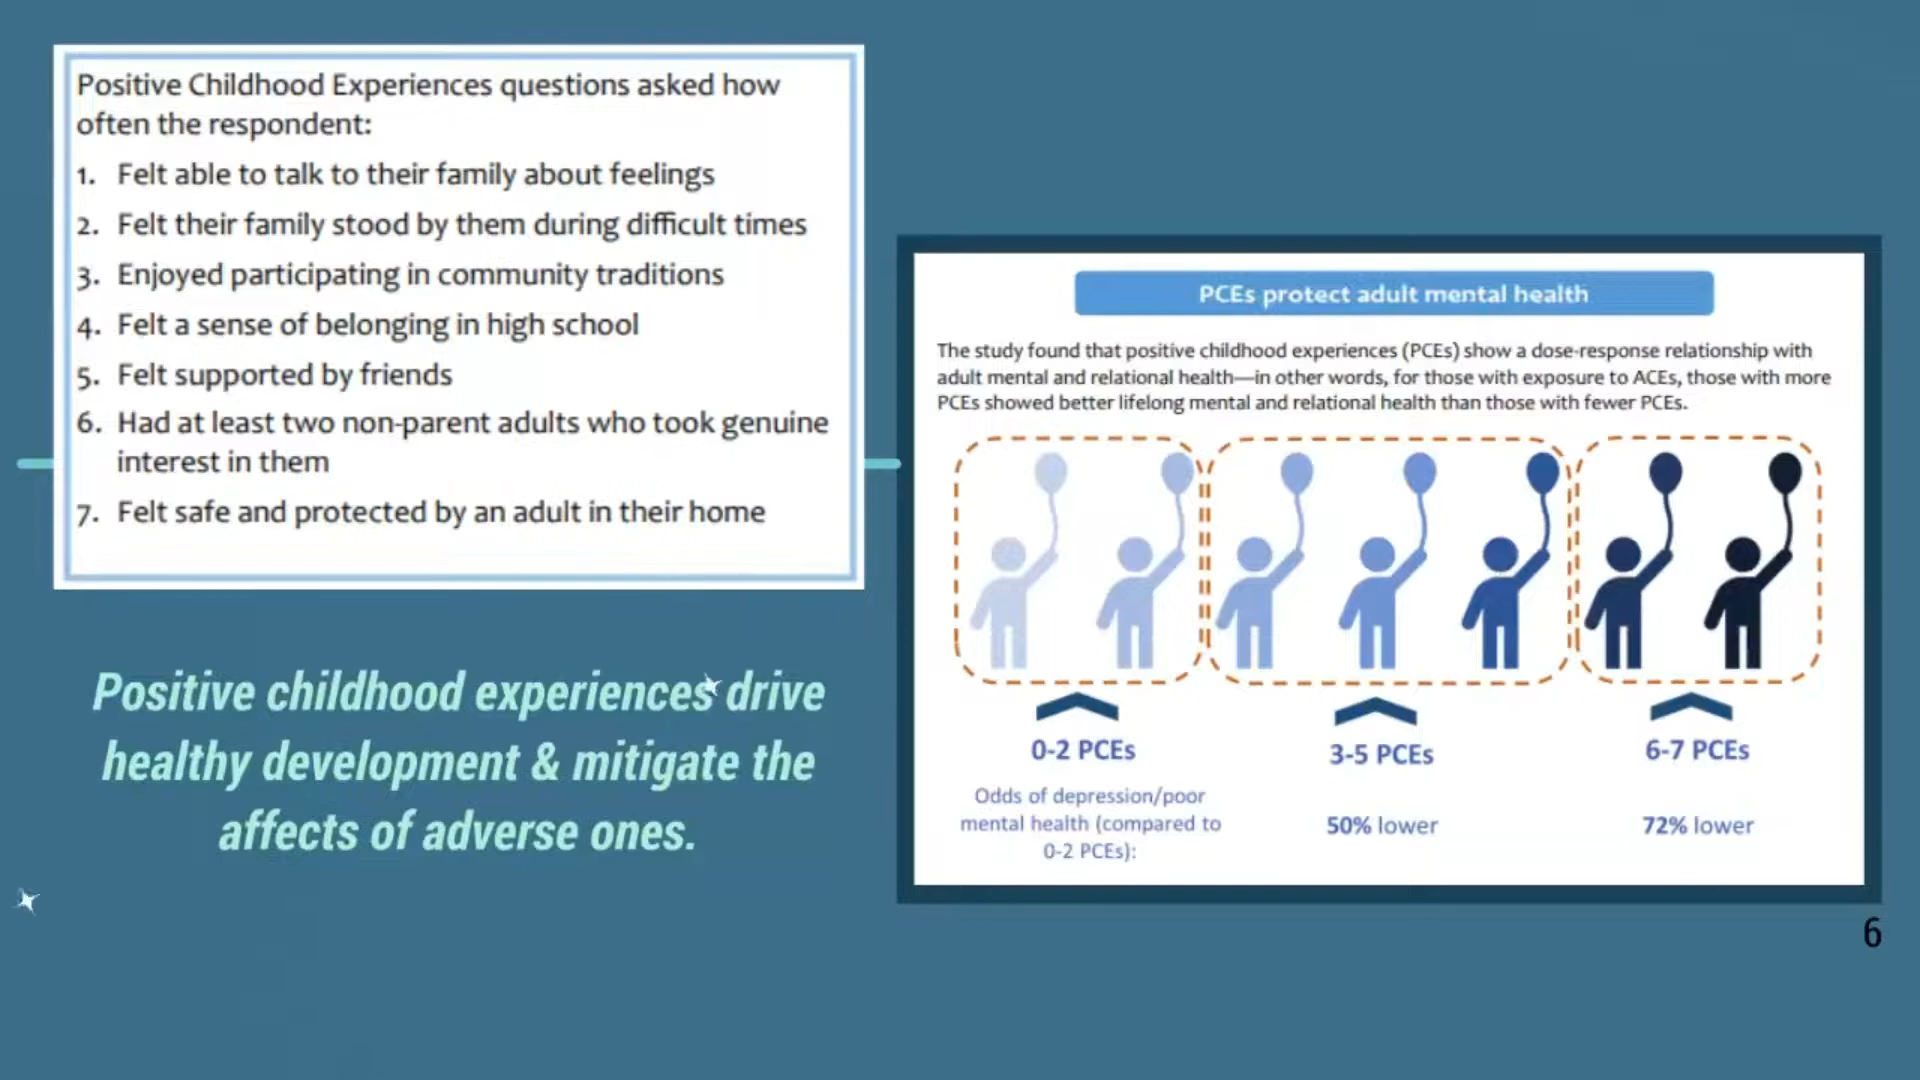 Positive Childhood Experiences questions asked how
often the respondent:
1. Felt able to talk to their family about feelings
2. Felt their family stood by them during difficult times
3. Enjoyed participating in community traditions
4. Felt a sense of belonging in high school
5. Felt supported by friends
6. Had at least two non-parent adults who took genuine
interest in them
7. Felt safe and protected by an adult in their home
Positive childhood experiences drive
healthy development & mitigate the
affects of adverse ones.
PCEs protect adult mental health
The study found that positive childhood experiences (PCEs) show a dose-response relationship with
adult mental and relational health—in other words, for those with exposure to ACEs, those with more
PCEs showed better lifelong mental and relational health than those with fewer PCEs.
0-2 PCEs
3-5 PCEs
6-7 PCEs
Odds of depression/poor
mental health (compared to
0-2 PCEs):
50% lower
72% lower
6